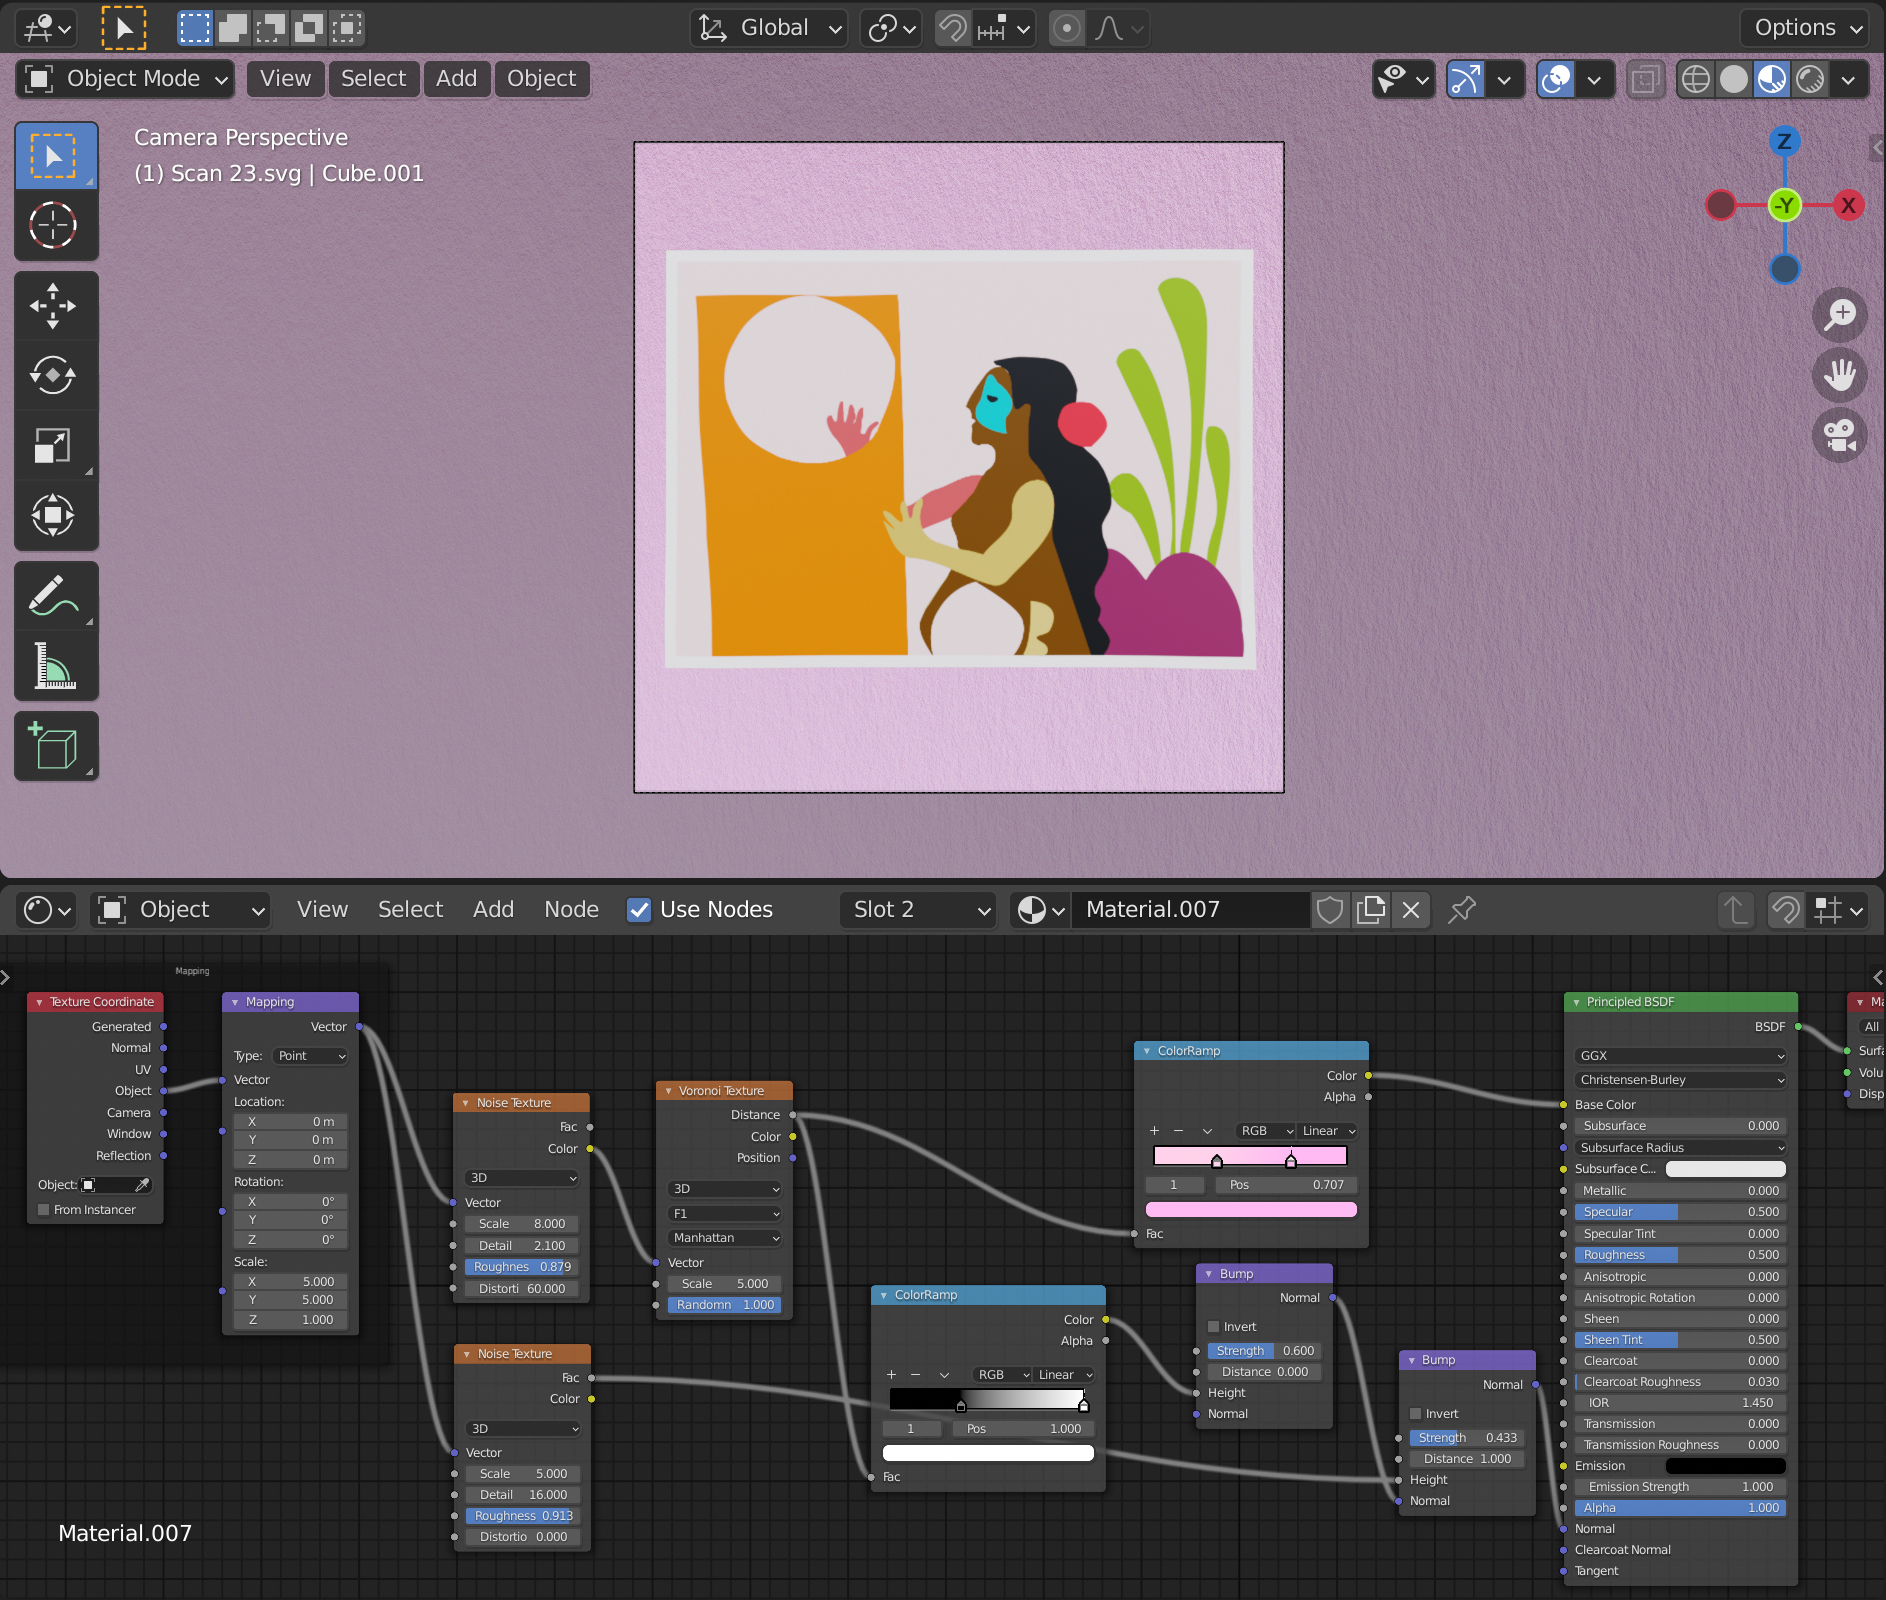 Global
Options
Object Mode
View
Select
Add
Object
Camera Perspective
(1) Scan 23.svg | Cube.001
Z
-Y
X
Object
View
Select
Add
Node
Use Nodes
Slot 2
Material.007
Mapping
Texture Coordinate
Generated
Normal
UV
Object
Camera
Window
Reflection
Object:
From Instancer
Mapping
Vector
Type: Point
Vector
Location:
X 0 m
Y 0 m
Z 0 m
Rotation:
X 0°
Y 0°
Z 0°
Scale:
X 5.000
Y 5.000
Z 1.000
Noise Texture
Fac
Color
3D
Vector
Scale 8.000
Detail 2.100
Roughnes 0.879
Distorti 60.000
Noise Texture
Fac
Color
3D
Vector
Scale 5.000
Detail 16.000
Roughness 0.913
Distortio 0.000
Voronoi Texture
Distance
Color
Position
3D
F1
Manhattan
Vector
Scale 5.000
Randomn 1.000
ColorRamp
Color
Alpha
+ − RGB Linear
1 Pos 1.000
Fac
ColorRamp
Color
Alpha
+ − RGB Linear
1 Pos 0.707
Fac
Bump
Normal
Invert
Strength 0.600
Distance 0.000
Height
Normal
Bump
Normal
Invert
Strength 0.433
Distance 1.000
Height
Normal
Principled BSDF
BSDF
GGX
Christensen-Burley
Base Color
Subsurface 0.000
Subsurface Radius
Subsurface C...
Metallic 0.000
Specular 0.500
Specular Tint 0.000
Roughness 0.500
Anisotropic 0.000
Anisotropic Rotation 0.000
Sheen 0.000
Sheen Tint 0.500
Clearcoat 0.000
Clearcoat Roughness 0.030
IOR 1.450
Transmission 0.000
Transmission Roughness 0.000
Emission
Emission Strength 1.000
Alpha 1.000
Normal
Clearcoat Normal
Tangent
Ma
All
Surfa
Volu
Disp
Material.007